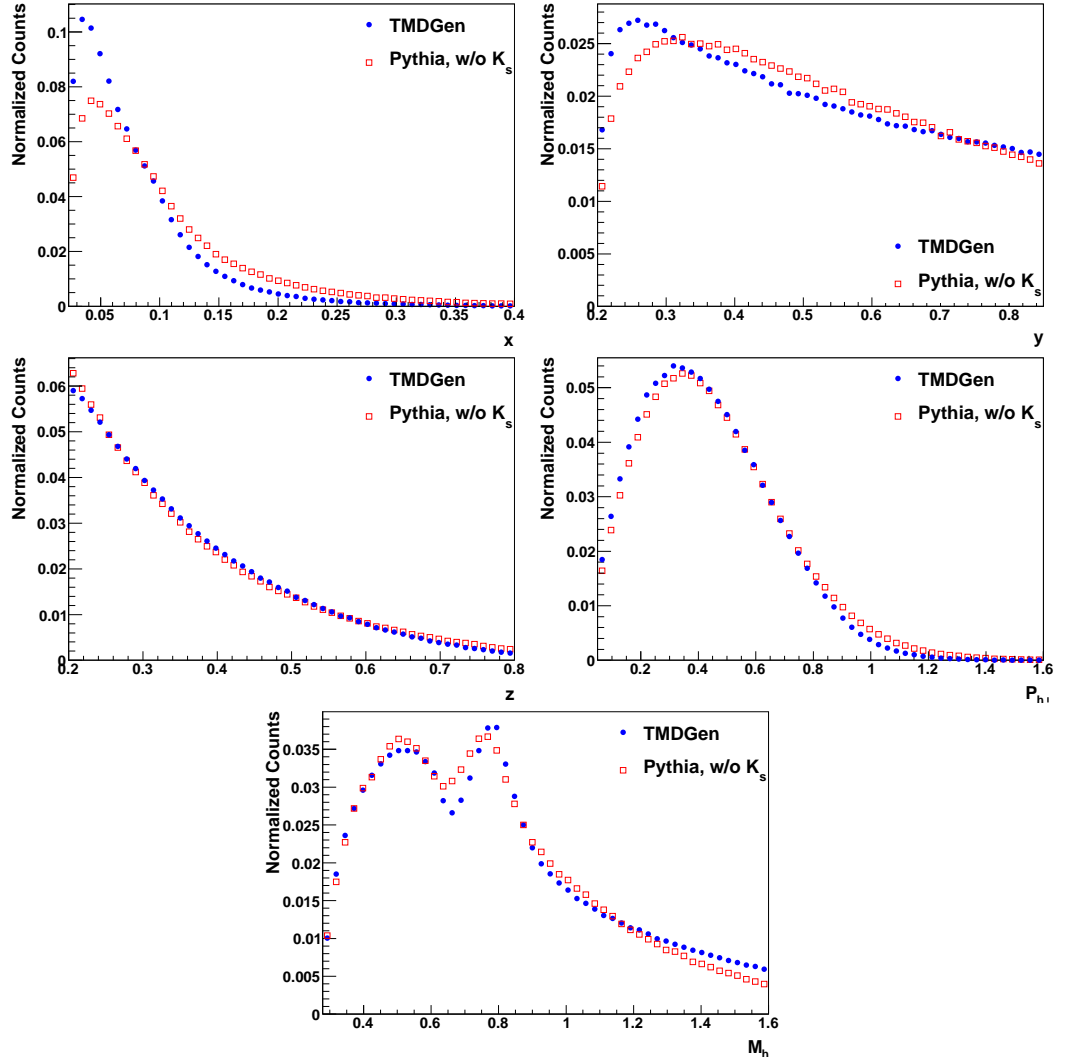 Normalized Counts
0.1
0.08
0.06
0.04
0.02
0
TMDGen
Pythia, w/o Ks
0.05 0.1 0.15 0.2 0.25 0.3 0.35 0.4
x
Normalized Counts
0.025
0.02
0.015
0.01
0.005
0
TMDGen
Pythia, w/o Ks
0.2 0.3 0.4 0.5 0.6 0.7 0.8
y
Normalized Counts
0.06
0.05
0.04
0.03
0.02
0.01
0
TMDGen
Pythia, w/o Ks
0.2 0.3 0.4 0.5 0.6 0.7 0.8
z
Normalized Counts
0.05
0.04
0.03
0.02
0.01
0
TMDGen
Pythia, w/o Ks
0.2 0.4 0.6 0.8 1 1.2 1.4 1.6
Ph⊥
Normalized Counts
0.035
0.03
0.025
0.02
0.015
0.01
0.005
0
TMDGen
Pythia, w/o Ks
0.4 0.6 0.8 1 1.2 1.4 1.6
Mh